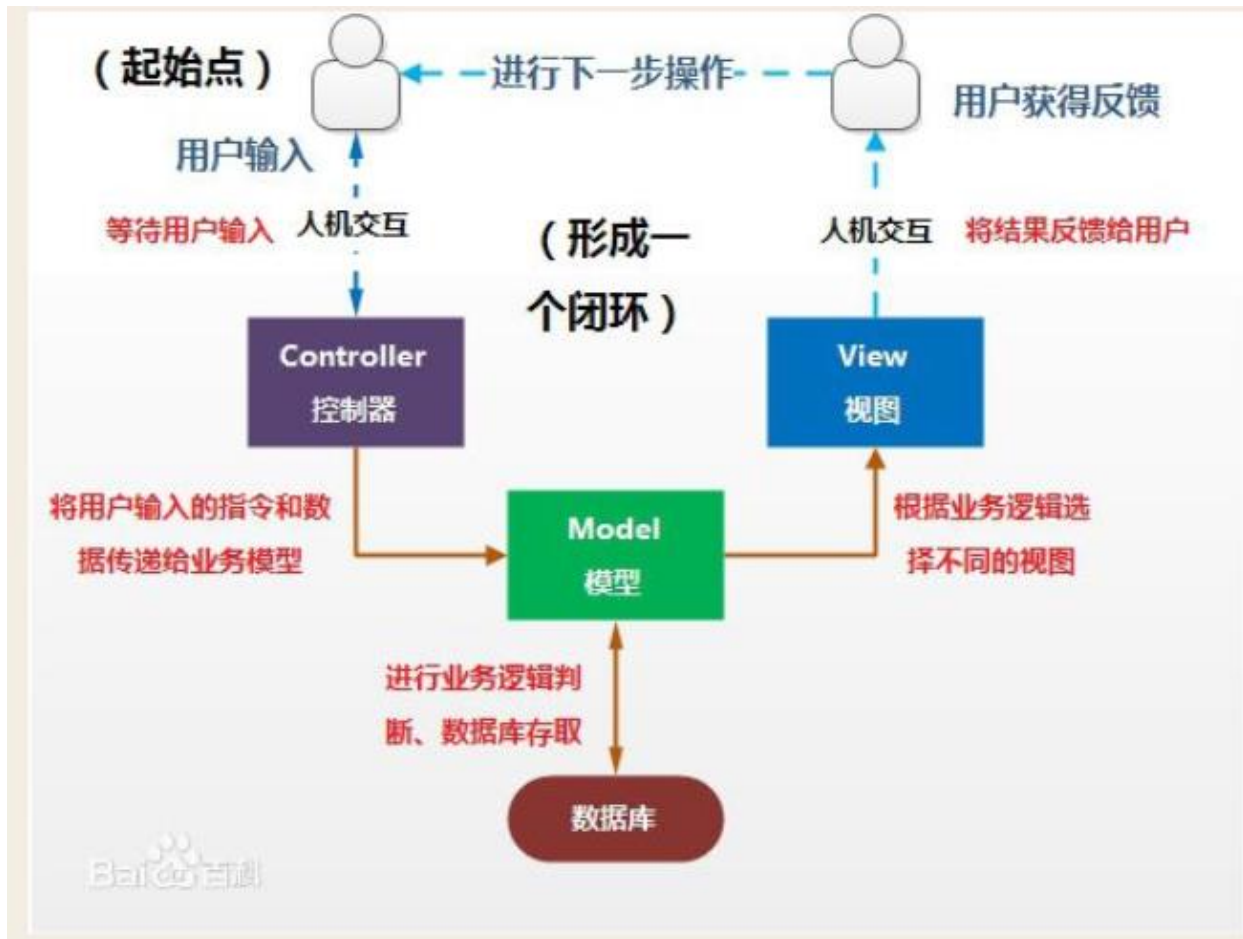 （起始点）
进行下一步操作
用户获得反馈
用户输入
等待用户输入
人机交互
（形成一
个闭环）
人机交互
将结果反馈给用户
Controller
控制器
View
视图
将用户输入的指令和数
据传递给业务模型
Model
模型
根据业务逻辑选
择不同的视图
进行业务逻辑判
断、数据库存取
数据库
Bai du 百科